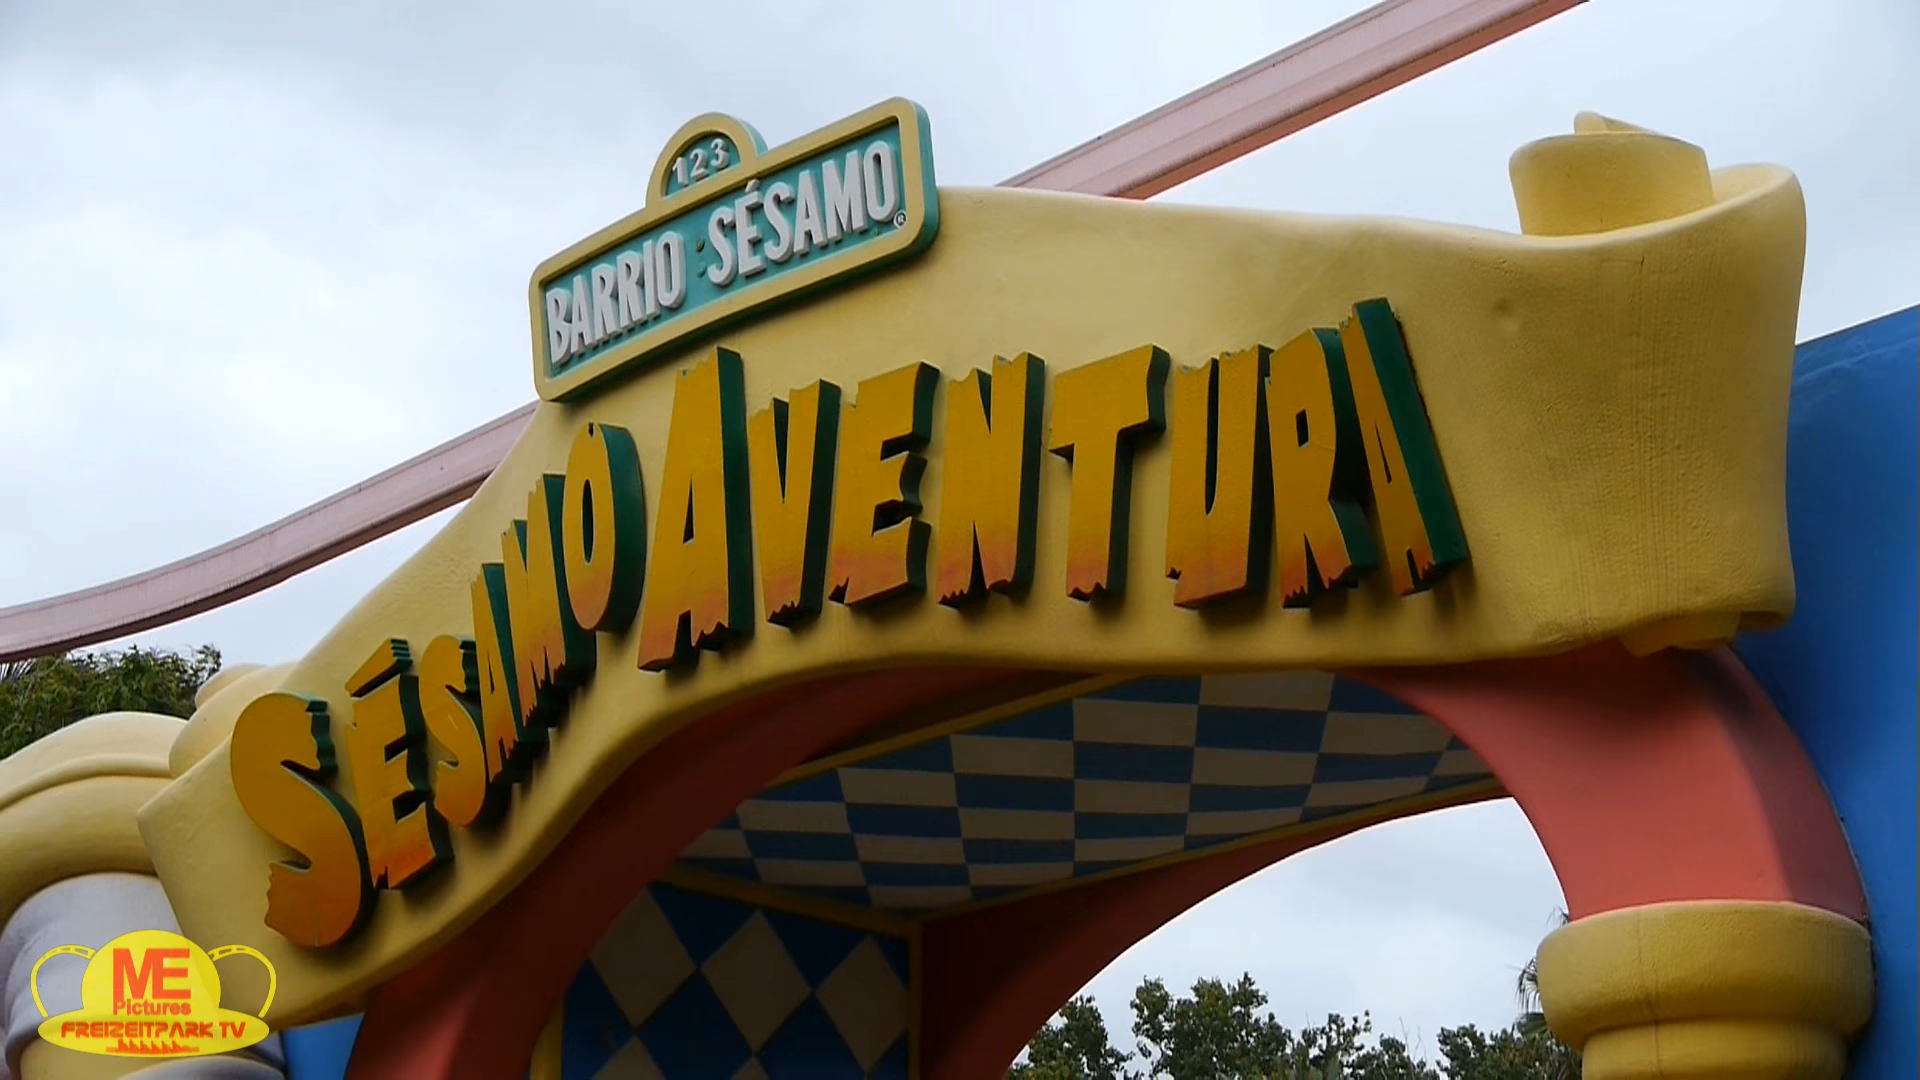 123
BARRIO SÉSAMO®
SÉSAMO AVENTURA
ME
Pictures
FREIZEITPARK TV